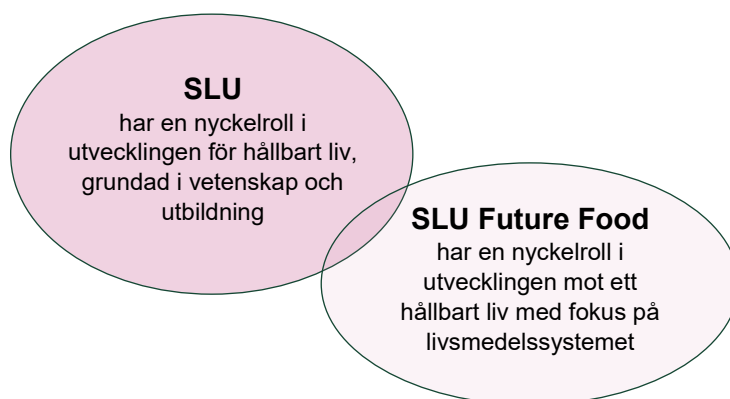 SLU
har en nyckelroll i
utvecklingen för hållbart liv,
grundad i vetenskap och
utbildning
SLU Future Food
har en nyckelroll i
utvecklingen mot ett
hållbart liv med fokus på
livsmedelssystemet